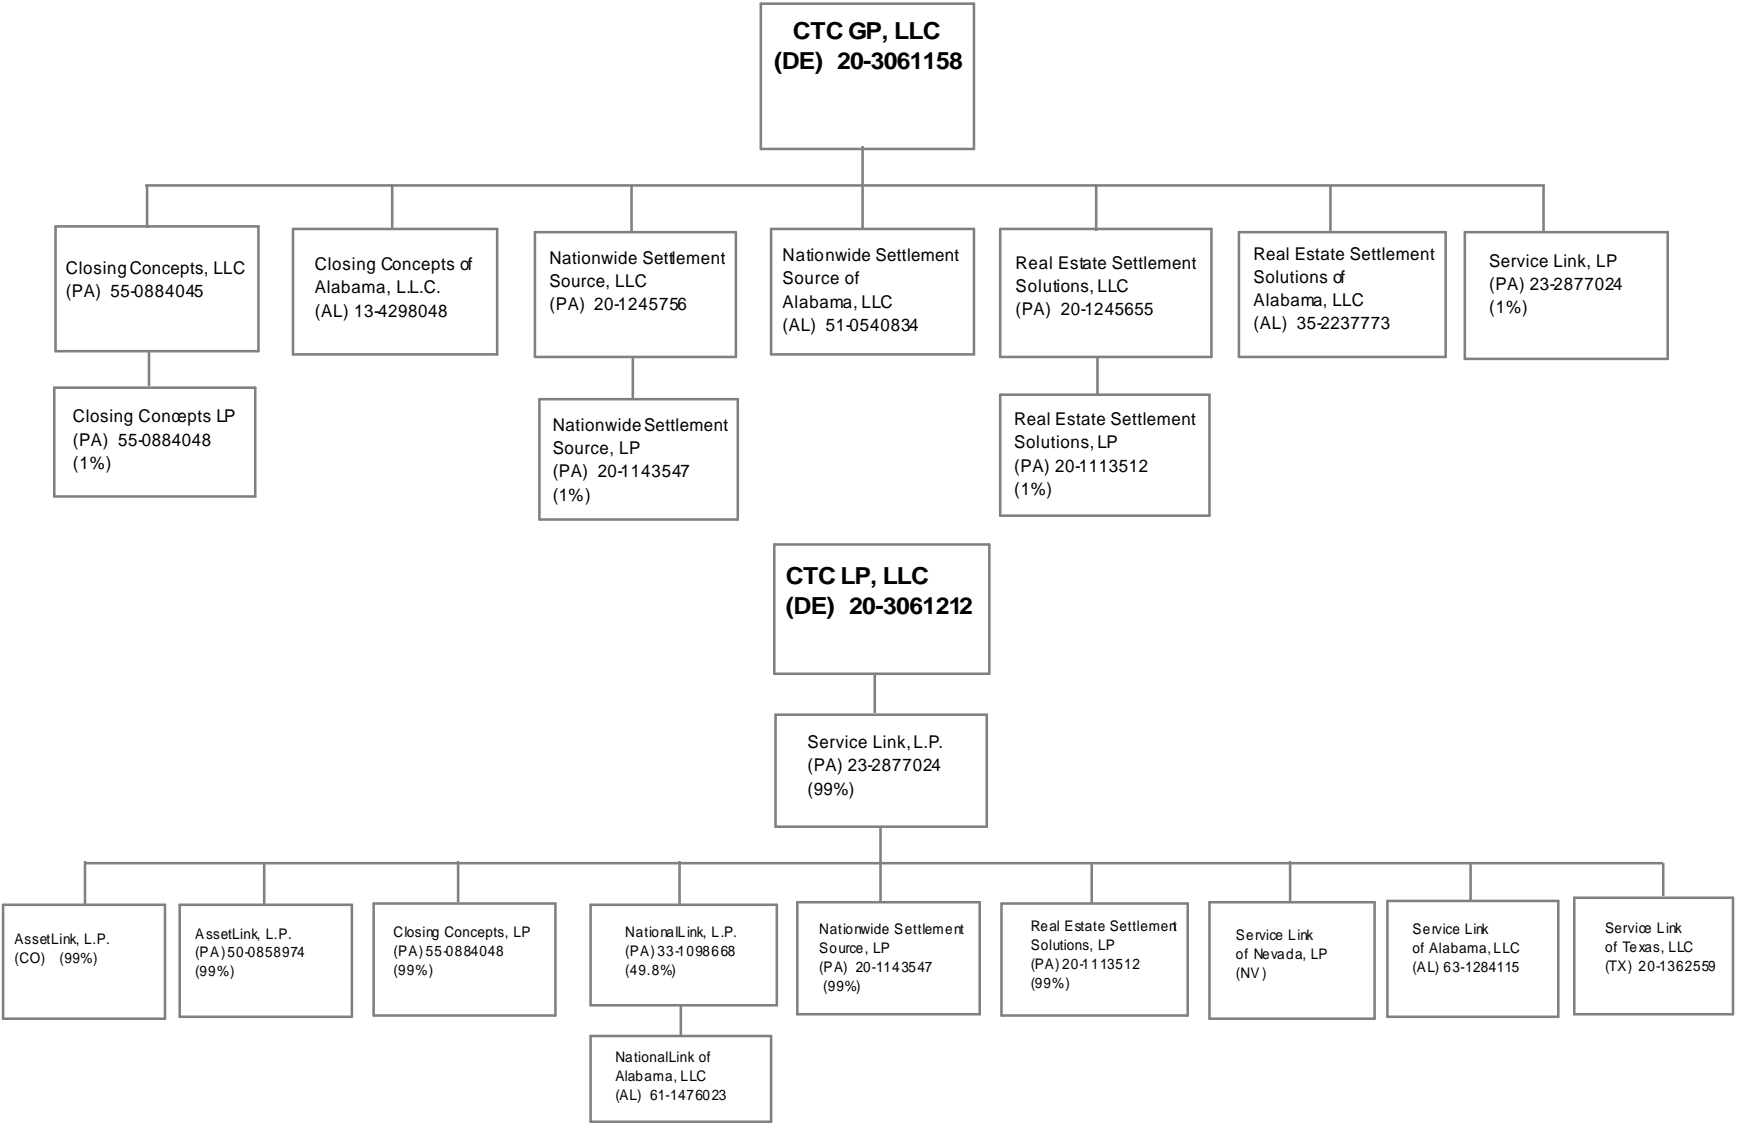 CTC GP, LLC
(DE) 20-3061158
Closing Concepts, LLC
(PA) 55-0884045
Closing Concepts of
Alabama, L.L.C.
(AL) 13-4298048
Nationwide Settlement
Source, LLC
(PA) 20-1245756
Nationwide Settlement
Source of
Alabama, LLC
(AL) 51-0540834
Real Estate Settlement
Solutions, LLC
(PA) 20-1245655
Real Estate Settlement
Solutions of
Alabama, LLC
(AL) 35-2237773
Service Link, LP
(PA) 23-2877024
(1%)
Closing Concepts LP
(PA) 55-0884048
(1%)
Nationwide Settlement
Source, LP
(PA) 20-1143547
(1%)
Real Estate Settlement
Solutions, LP
(PA) 20-1113512
(1%)
CTC LP, LLC
(DE) 20-3061212
Service Link, L.P.
(PA) 23-2877024
(99%)
AssetLink, L.P.
(CO) (99%)
AssetLink, L.P.
(PA) 50-0858974
(99%)
Closing Concepts, LP
(PA) 55-0884048
(99%)
NationalLink, L.P.
(PA) 33-1098668
(49.8%)
Nationwide Settlement
Source, LP
(PA) 20-1143547
(99%)
Real Estate Settlement
Solutions, LP
(PA) 20-1113512
(99%)
Service Link
of Nevada, LP
(NV)
Service Link
of Alabama, LLC
(AL) 63-1284115
Service Link
of Texas, LLC
(TX) 20-1362559
NationalLink of
Alabama, LLC
(AL) 61-1476023